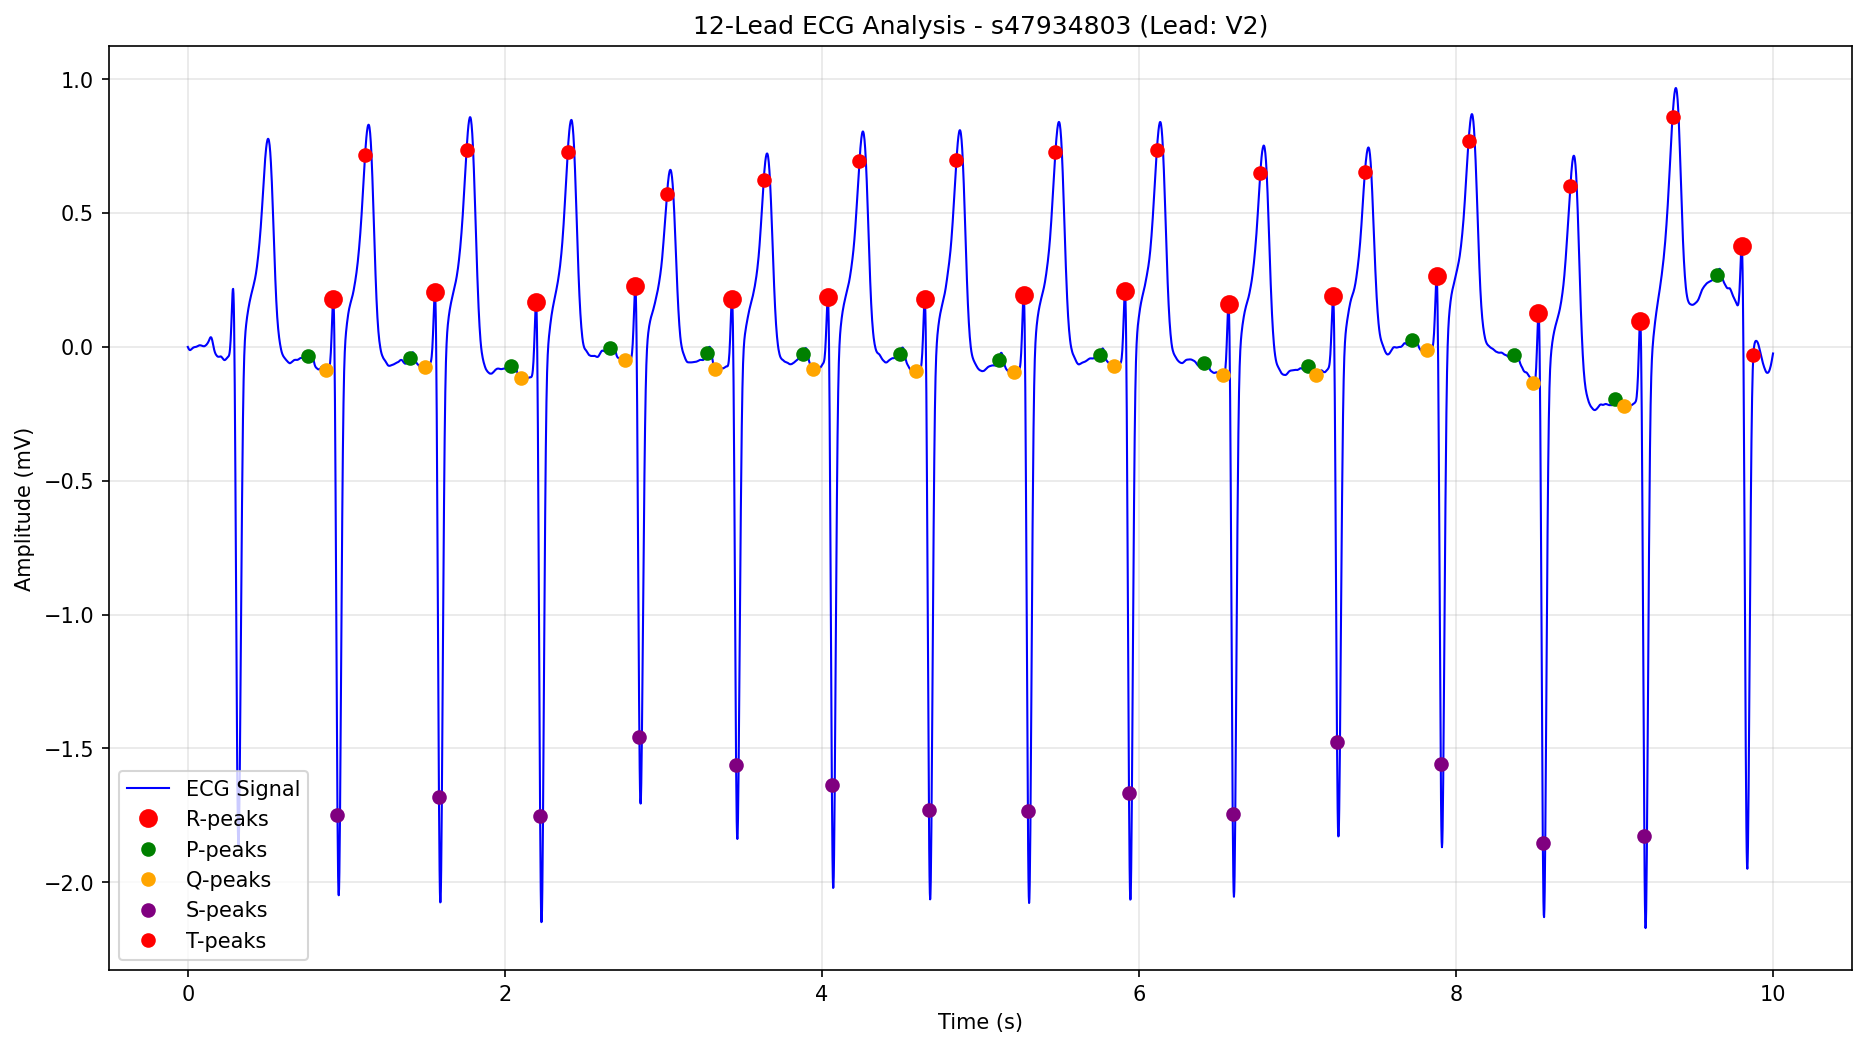 12-Lead ECG Analysis - s47934803 (Lead: V2)
Amplitude (mV)
1.0
0.5
0.0
−0.5
−1.0
−1.5
−2.0
ECG Signal
R-peaks
P-peaks
Q-peaks
S-peaks
T-peaks
0 2 4 6 8 10
Time (s)